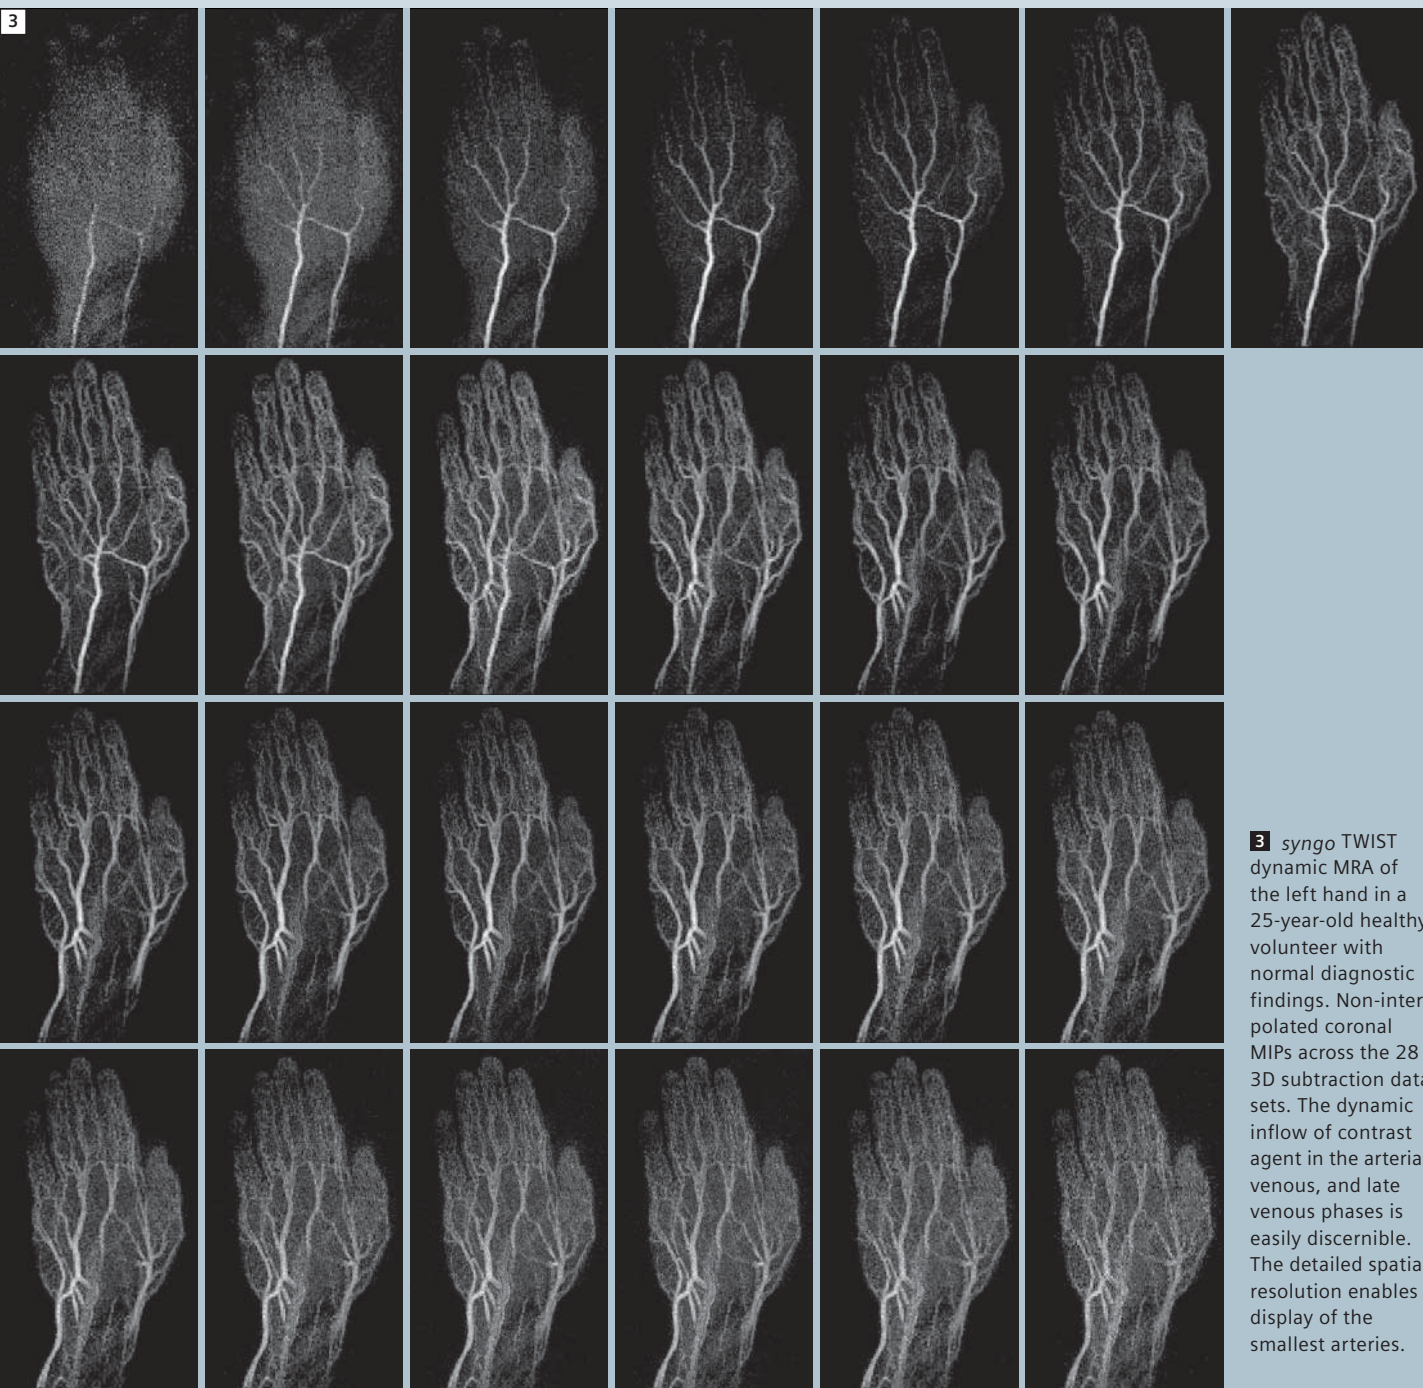 3
3 syngo TWIST
dynamic MRA of
the left hand in a
25-year-old healthy
volunteer with
normal diagnostic
findings. Non-inter
polated coronal
MIPs across the 28
3D subtraction data
sets. The dynamic
inflow of contrast
agent in the arteria
venous, and late
venous phases is
easily discernible.
The detailed spatia
resolution enables
display of the
smallest arteries.